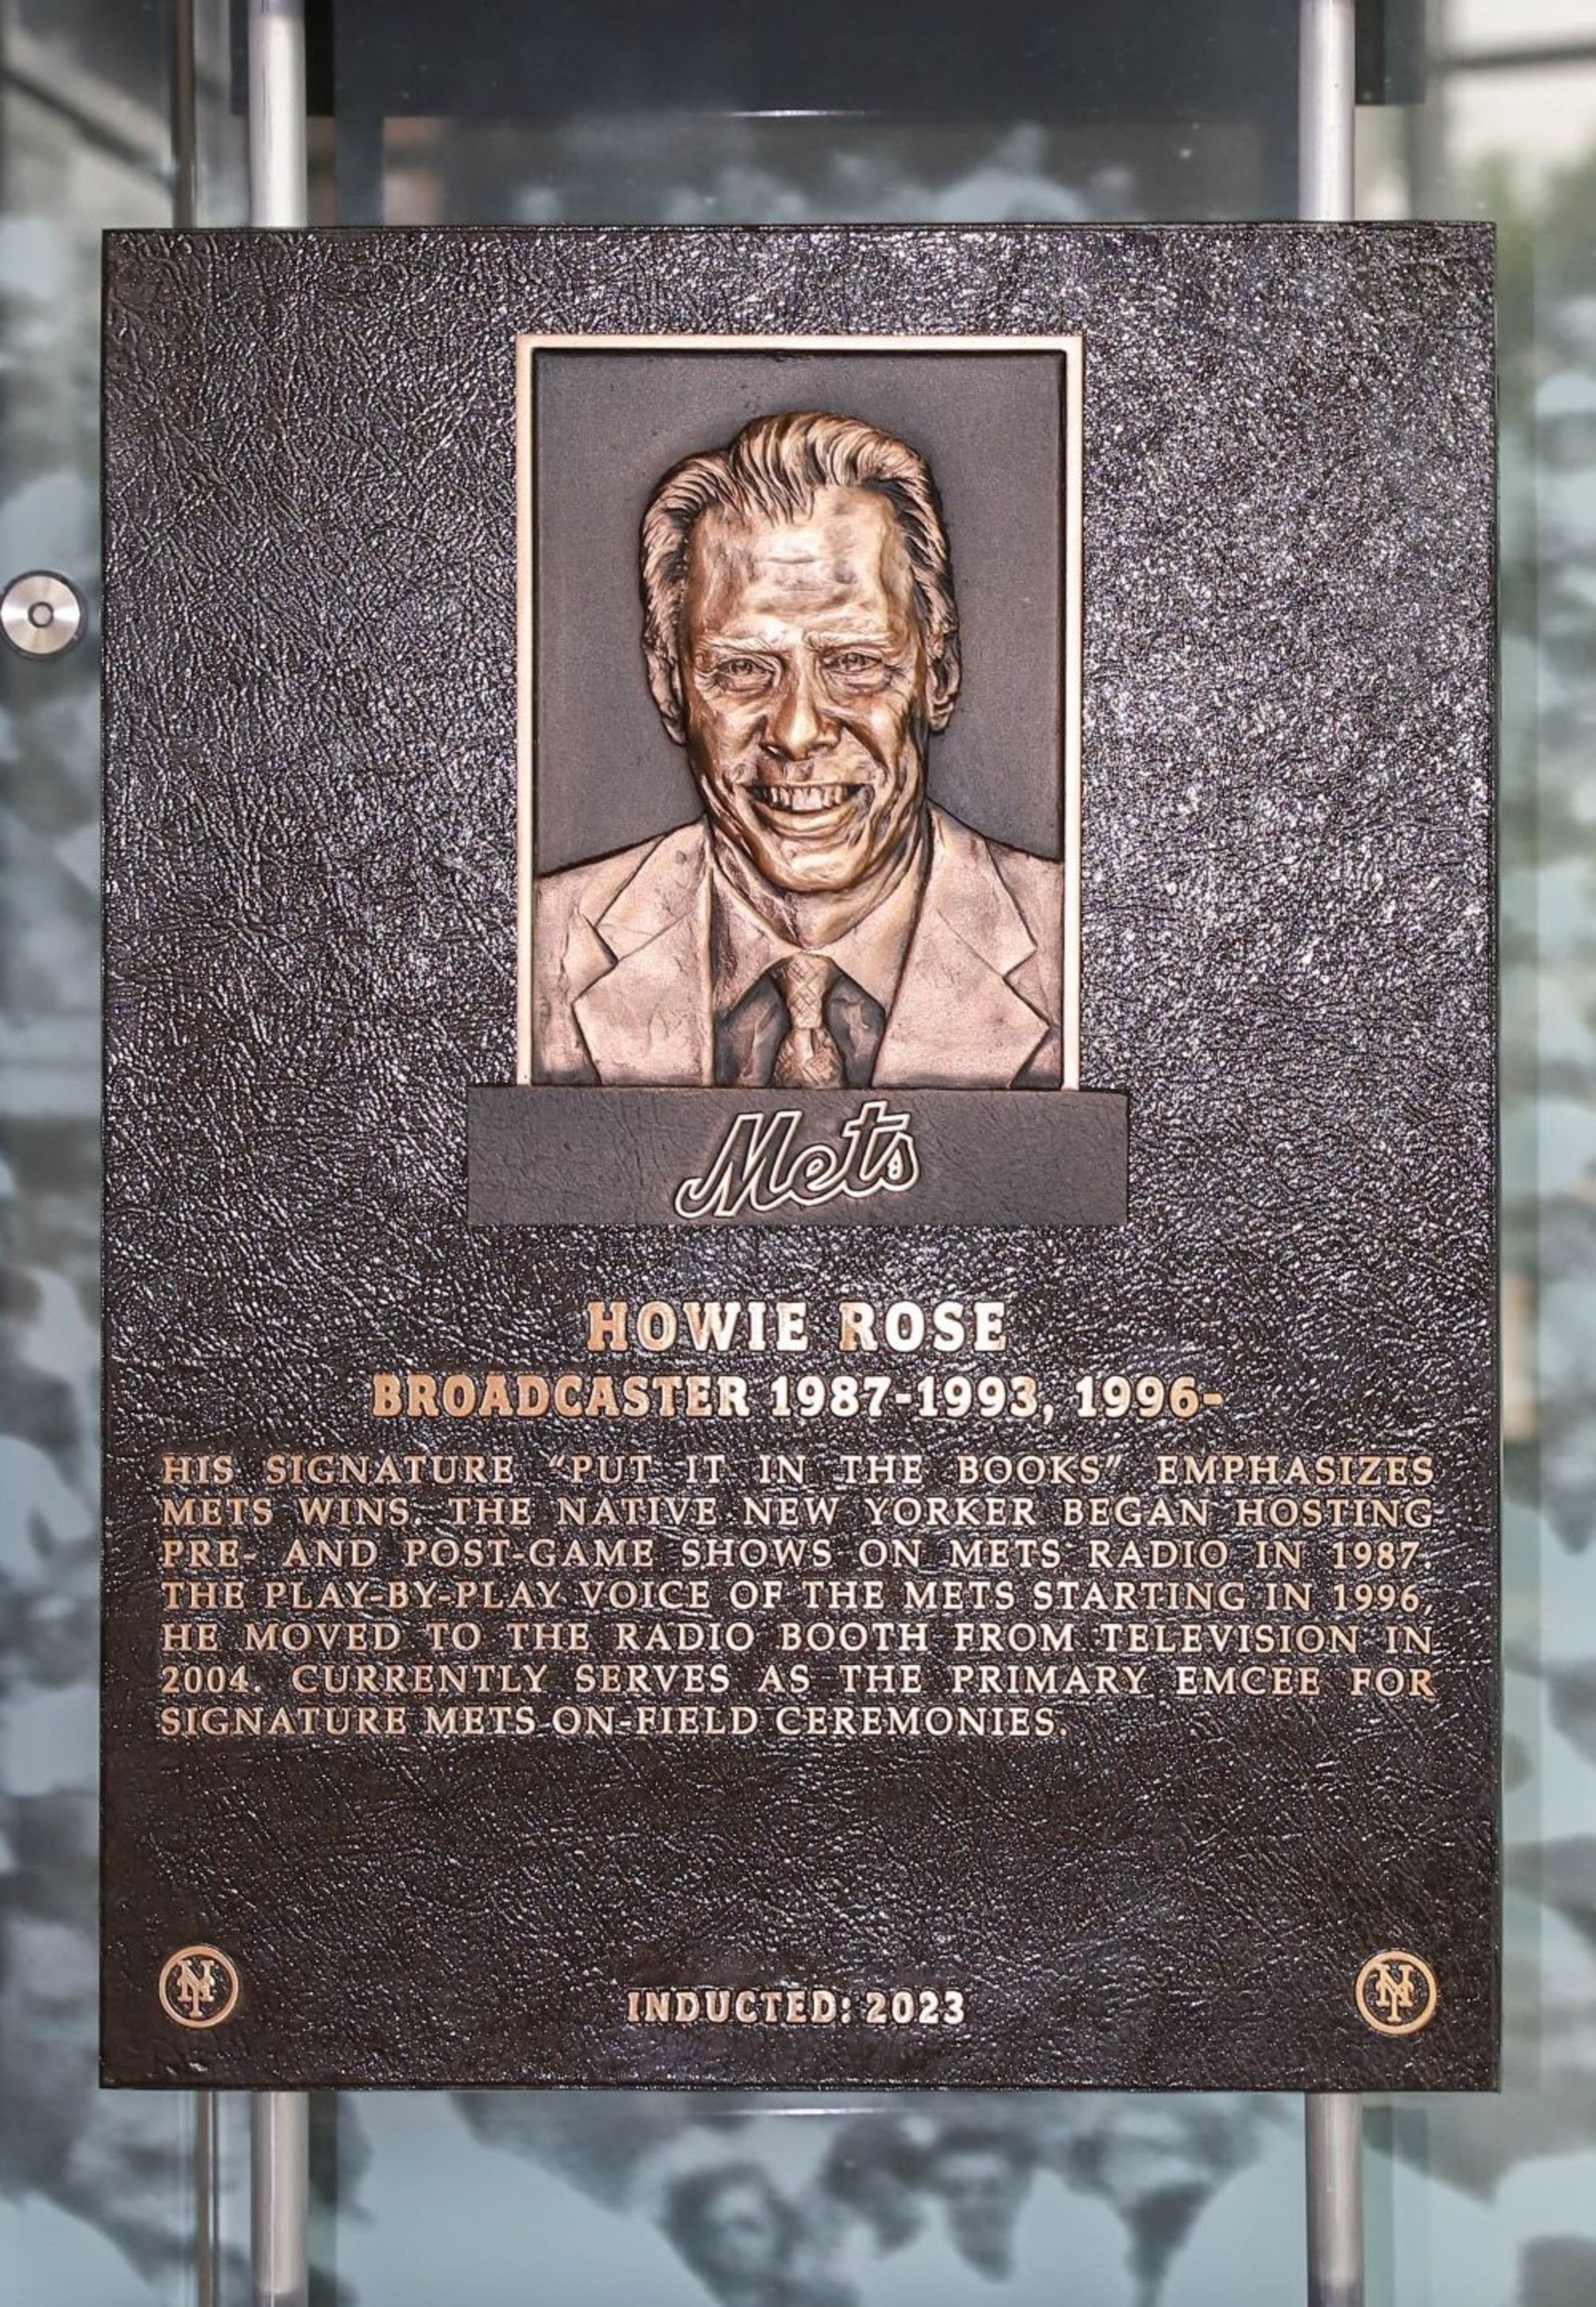 Mets
HOWIE ROSE
BROADCASTER 1987-1993, 1996-
HIS SIGNATURE “PUT IT IN THE BOOKS” EMPHASIZES
METS WINS. THE NATIVE NEW YORKER BEGAN HOSTING
PRE- AND POST-GAME SHOWS ON METS RADIO IN 1987.
THE PLAY-BY-PLAY VOICE OF THE METS STARTING IN 1996,
HE MOVED TO THE RADIO BOOTH FROM TELEVISION IN
2004. CURRENTLY SERVES AS THE PRIMARY EMCEE FOR
SIGNATURE METS ON-FIELD CEREMONIES.
NY
INDUCTED: 2023
NY